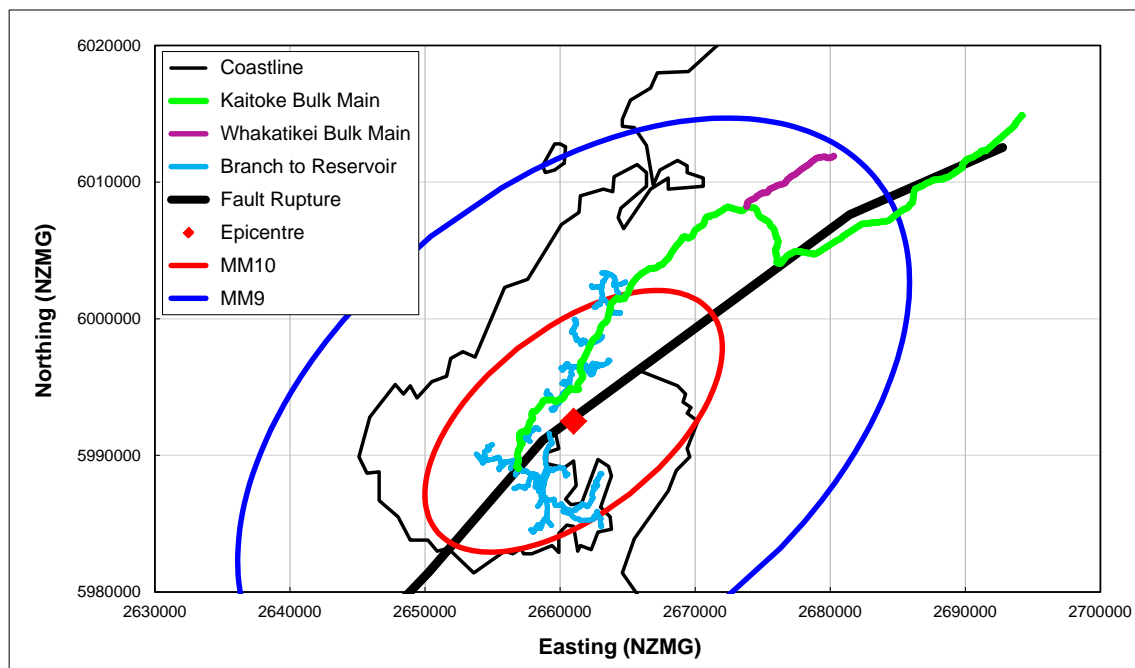 6020000
6010000
6000000
5990000
5980000
Northing (NZMG)
Coastline
Kaitoke Bulk Main
Whakatikei Bulk Main
Branch to Reservoir
Fault Rupture
Epicentre
MM10
MM9
2630000 2640000 2650000 2660000 2670000 2680000 2690000 2700000
Easting (NZMG)